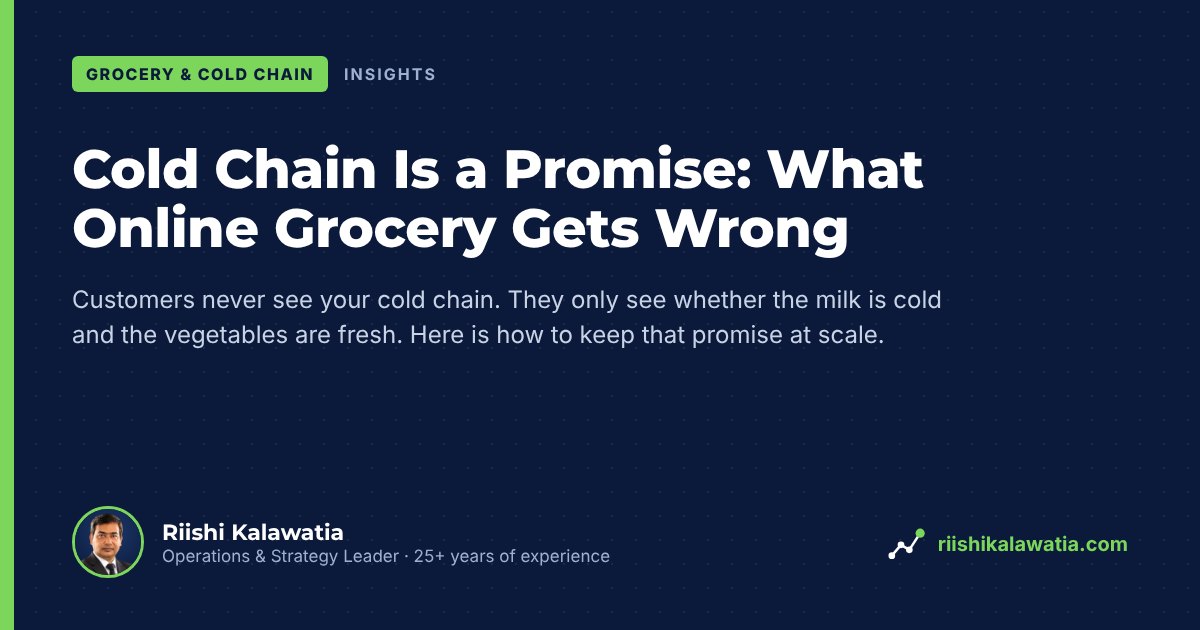 GROCERY & COLD CHAIN INSIGHTS
Cold Chain Is a Promise: What
Online Grocery Gets Wrong
Customers never see your cold chain. They only see whether the milk is cold
and the vegetables are fresh. Here is how to keep that promise at scale.
Riishi Kalawatia
Operations & Strategy Leader · 25+ years of experience
riishikalawatia.com